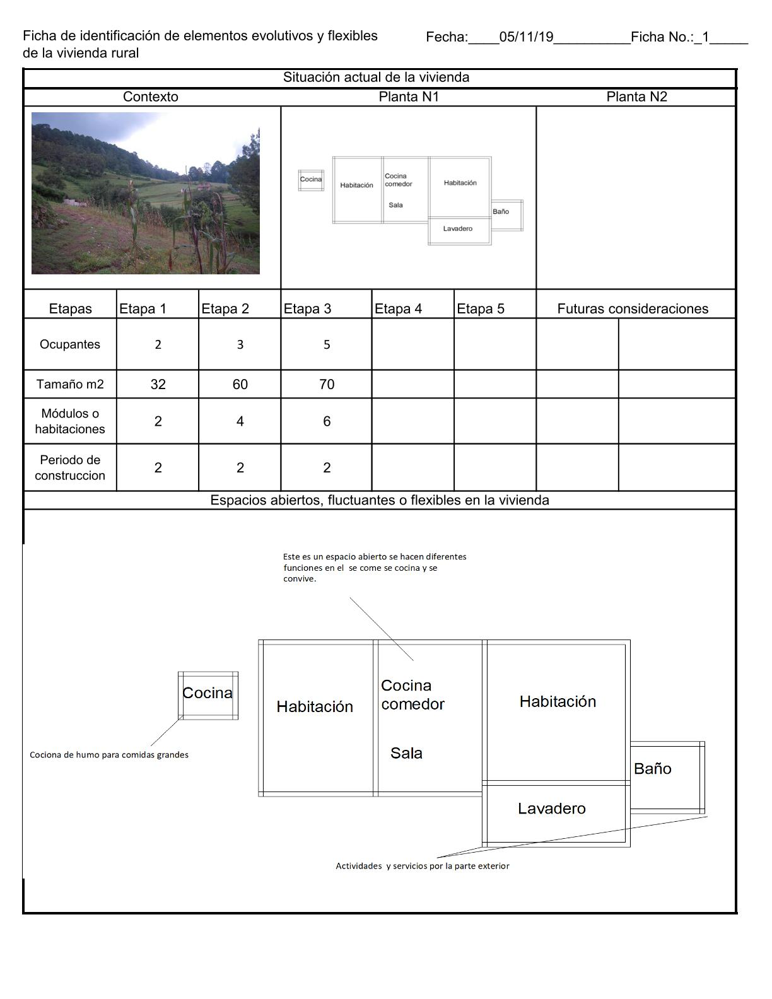 Ficha de identificación de elementos evolutivos y flexibles
de la vivienda rural
Fecha:____05/11/19__________Ficha No.:_1_____
Situación actual de la vivienda
Contexto Planta N1 Planta N2
Cocina
Habitación
Cocina
comedor
Sala
Habitación
Baño
Lavadero
Etapas Etapa 1 Etapa 2 Etapa 3 Etapa 4 Etapa 5 Futuras consideraciones
Ocupantes 2 3 5
Tamaño m2 32 60 70
Módulos o
habitaciones 2 4 6
Periodo de
construccion 2 2 2
Espacios abiertos, fluctuantes o flexibles en la vivienda
Este es un espacio abierto se hacen diferentes
funciones en el  se come se cocina y se
convive.
Cocina
Habitación
Cocina
comedor
Sala
Habitación
Baño
Lavadero
Cociona de humo para comidas grandes
Actividades  y servicios por la parte exterior